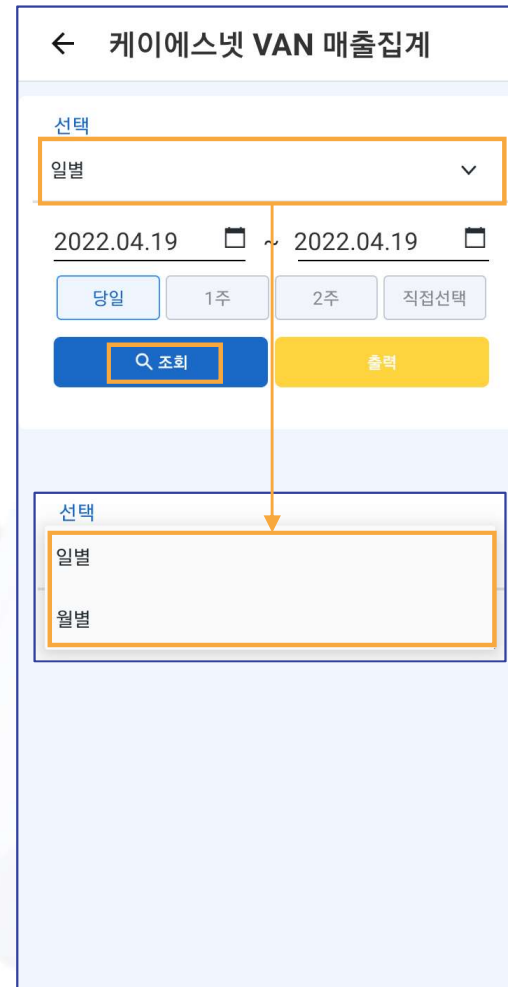 케이에스넷 VAN 매출집계
선택
일별
2022.04.19 ~ 2022.04.19
당일 1주 2주 직접선택
조회 출력
선택
일별
월별